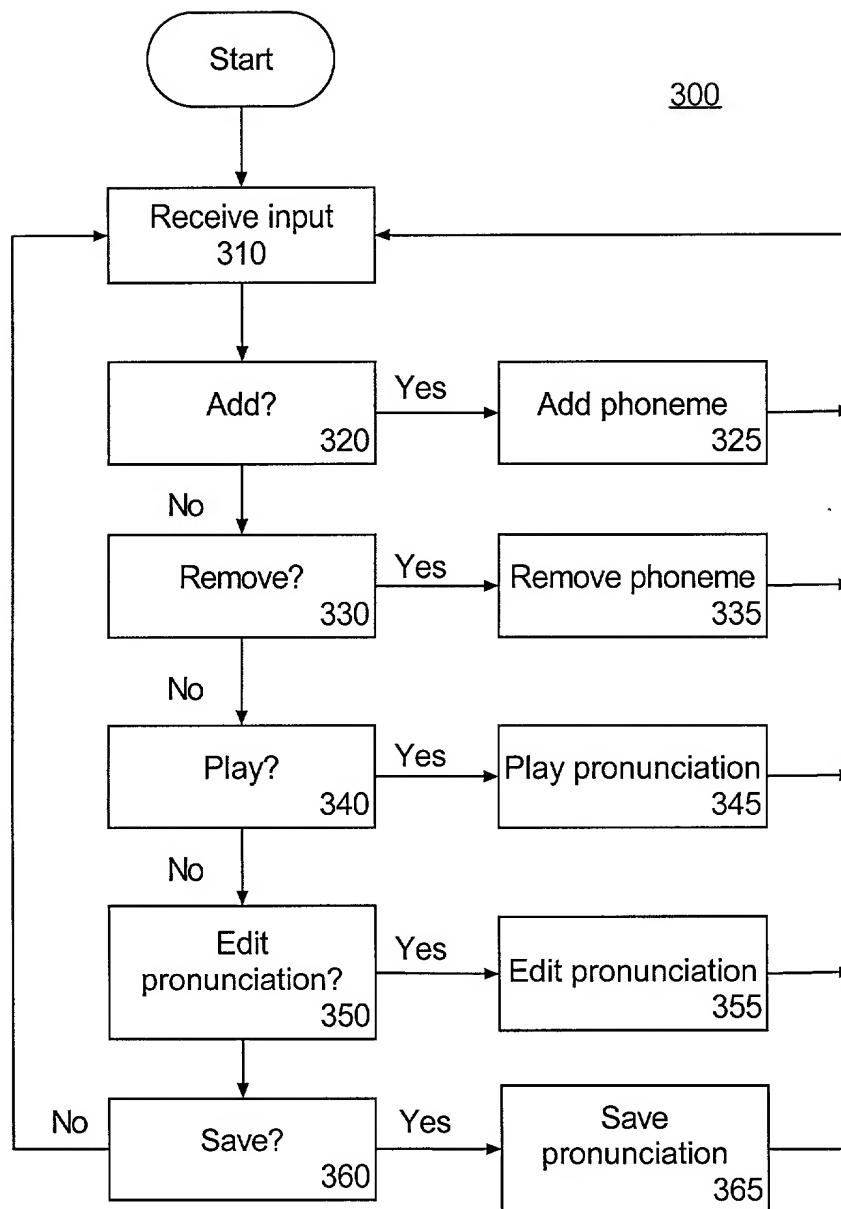 Start
300
Receive input
310
Add?
320
Yes
Add phoneme
325
No
Remove?
330
Yes
Remove phoneme
335
No
Play?
340
Yes
Play pronunciation
345
No
Edit
pronunciation?
350
Yes
Edit pronunciation
355
No
Save?
360
Yes
Save
pronunciation
365